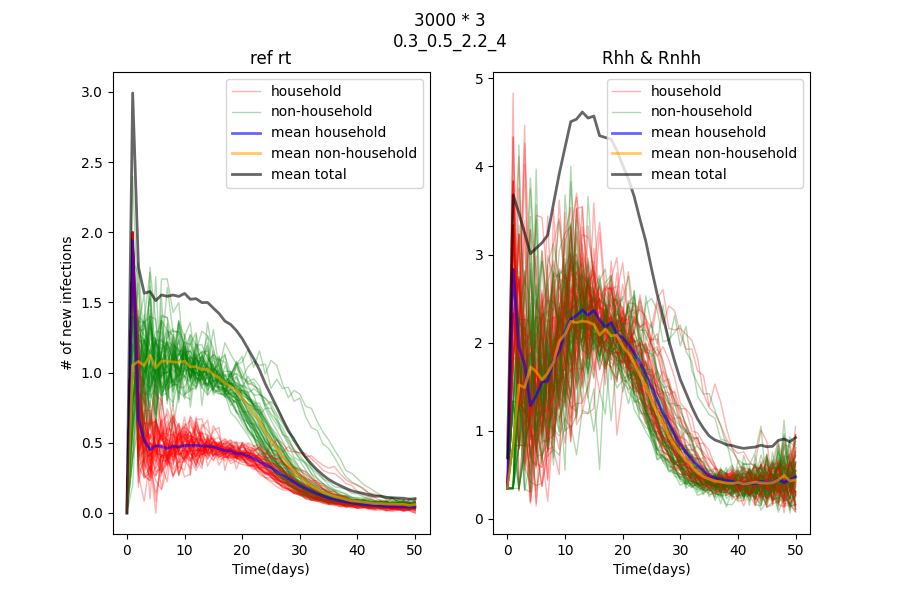 3000 * 3
0.3_0.5_2.2_4
ref rt
Rhh & Rnhh
household
non-household
mean household
mean non-household
mean total
household
non-household
mean household
mean non-household
mean total
# of new infections
3.0
2.5
2.0
1.5
1.0
0.5
0.0
0
10
20
30
40
50
Time(days)
5
4
3
2
1
0
0
10
20
30
40
50
Time(days)